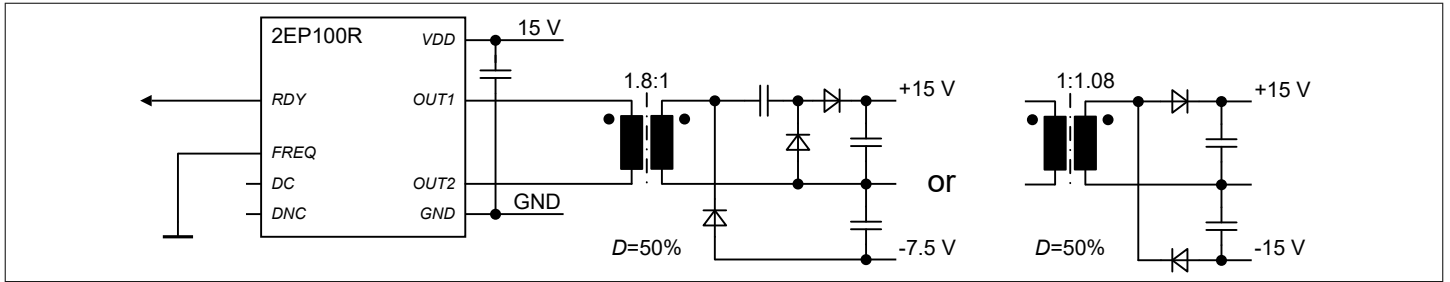 2EP100R
VDD
15 V
1.8:1
1:1.08
RDY
OUT1
+15 V
+15 V
FREQ
DC
OUT2
or
DNC
GND
GND
D=50%
-7.5 V
D=50%
-15 V